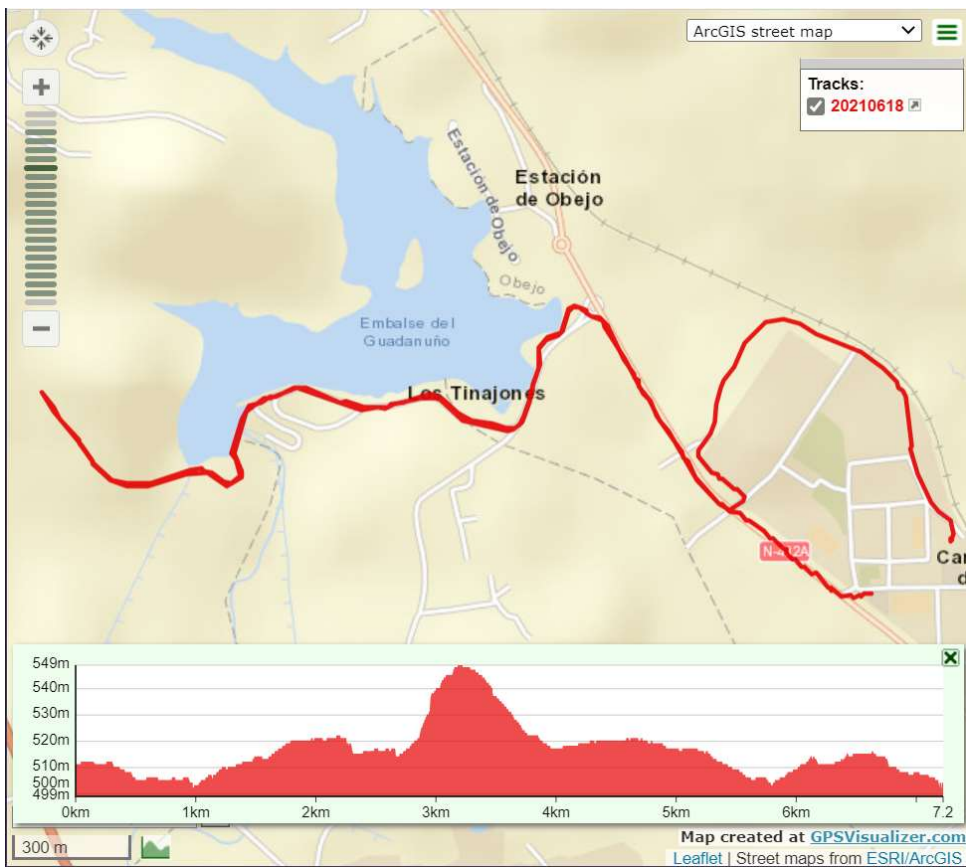 ArcGIS street map
Tracks:
20210618
Estación de Obejo
Estación
de Obejo
Obejo
Embalse del
Guadanuño
Los Tinajones
549m
540m
530m
520m
510m
500m
499m
0km
1km
2km
3km
4km
5km
6km
7.2
300 m
Map created at GPSVisualizer.com
Leaflet | Street maps from ESRI/ArcGIS